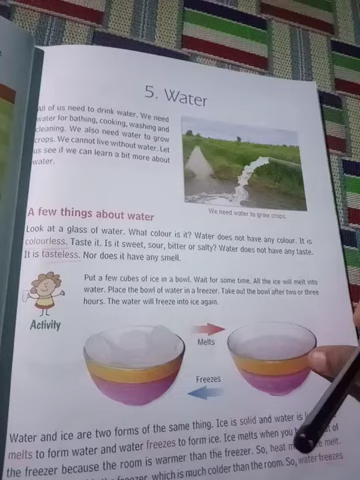 5. Water
All of us need to drink water. We need
water for bathing, cooking, washing and
cleaning. We also need water to grow
crops. We cannot live without water. Let
us see if we can learn a bit more about
water.
We need water to grow crops.
A few things about water
Look at a glass of water. What colour is it? Water does not have any colour. It is
colourless. Taste it. Is it sweet, sour, bitter or salty? Water does not have any taste.
It is tasteless. Nor does it have any smell.
Put a few cubes of ice in a bowl. Wait for some time. All the ice will melt into
water. Place the bowl of water in a freezer. Take out the bowl after two or three
hours. The water will freeze into ice again.
Activity
Melts
Freezes
Water and ice are two forms of the same thing. Ice is solid and water is
melts to form water and water freezes to form ice. Ice melts when you of
the freezer because the room is warmer than the freezer. So, heat melt.
freezer, which is much colder than the room. So, water freezes